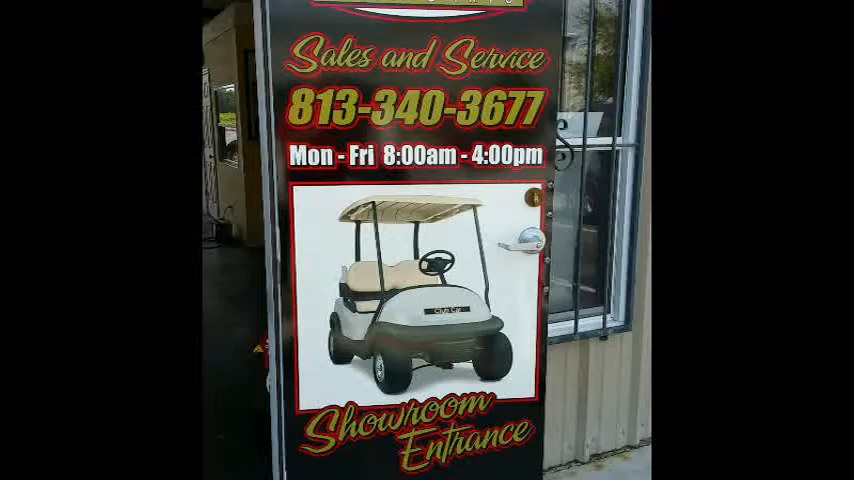 Sales and Service
813-340-3677
Mon - Fri 8:00am - 4:00pm
Club Car
Showroom
Entrance